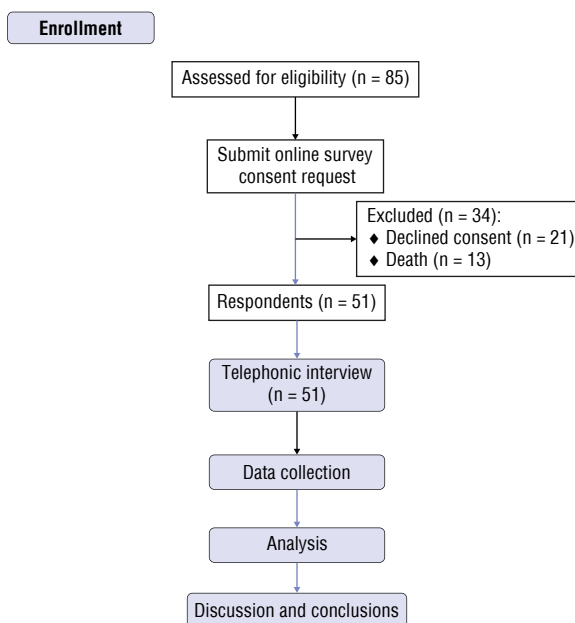 Enrollment
Assessed for eligibility (n = 85)
Submit online survey
consent request
Excluded (n = 34):
♦ Declined consent (n = 21)
♦ Death (n = 13)
Respondents (n = 51)
Telephonic interview
(n = 51)
Data collection
Analysis
Discussion and conclusions